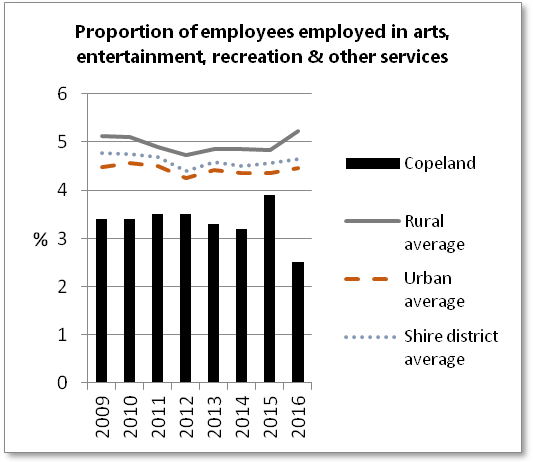 Proportion of employees employed in arts,
entertainment, recreation & other services
6
5
4
3
2
1
0
%
2009
2010
2011
2012
2013
2014
2015
2016
Copeland
Rural
average
Urban
average
Shire district
average